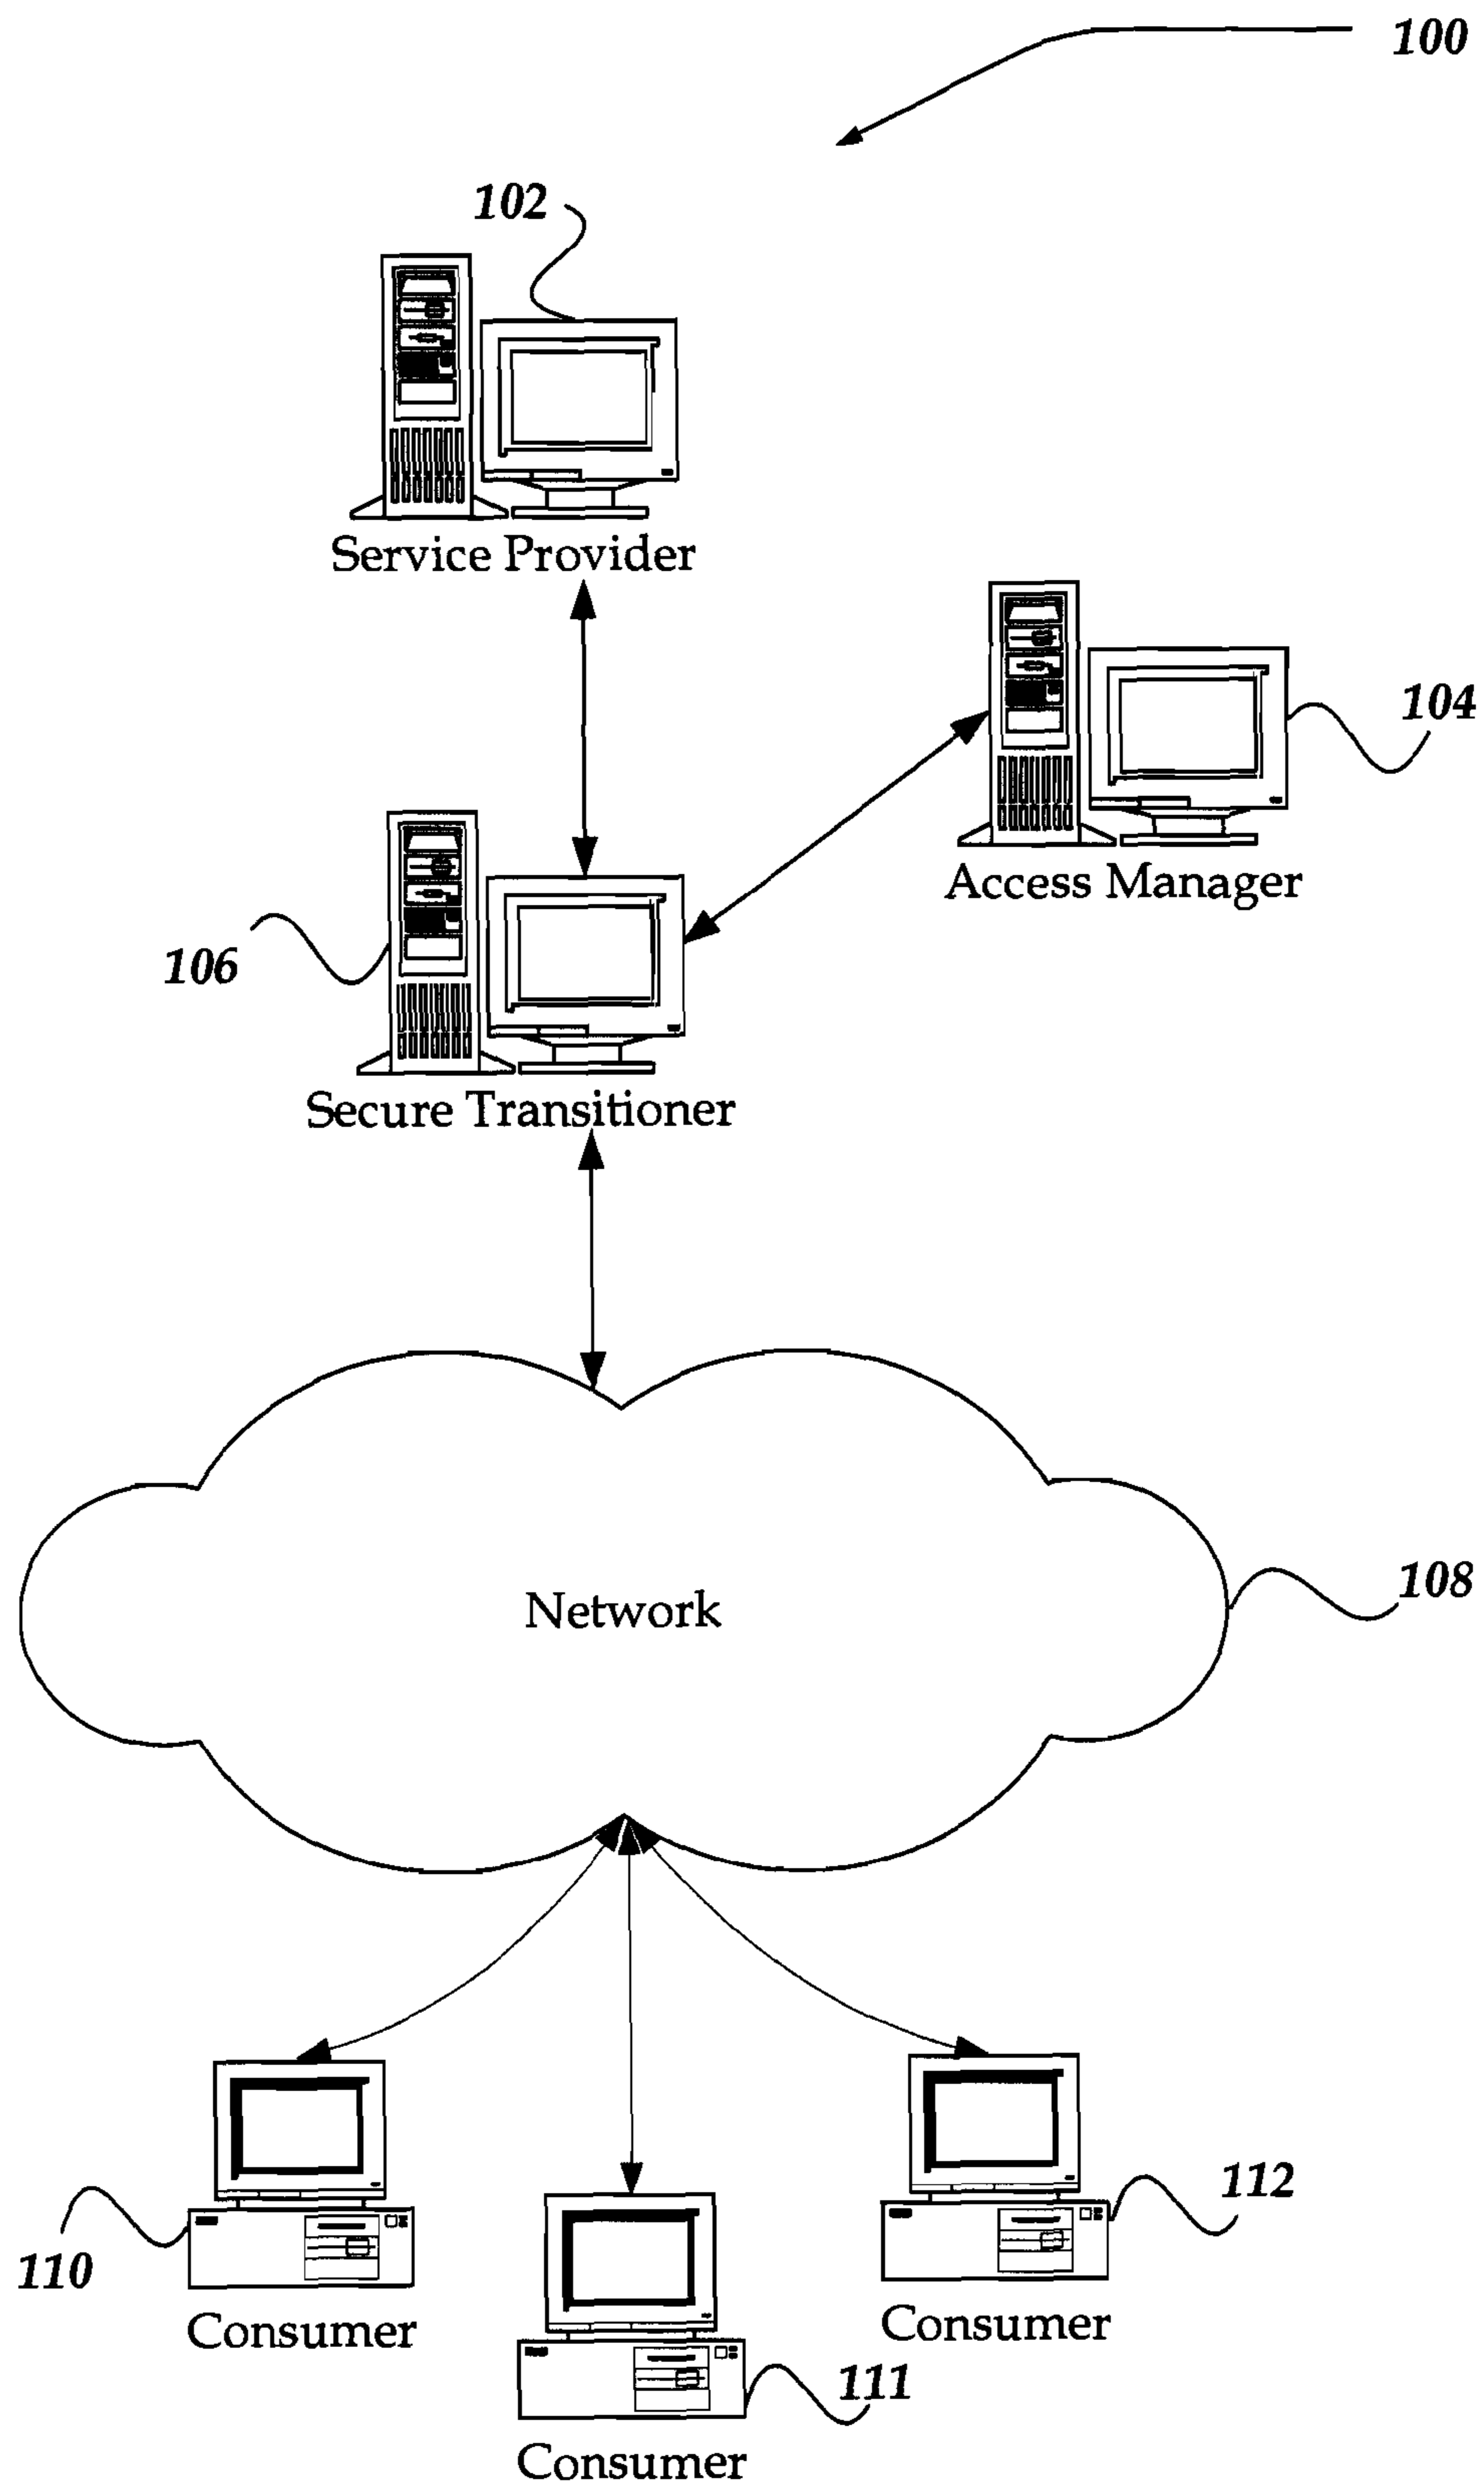 100
102
Service Provider
104
Access Manager
106
Secure Transitioner
Network
108
110
Consumer
112
Consumer
111
Consumer